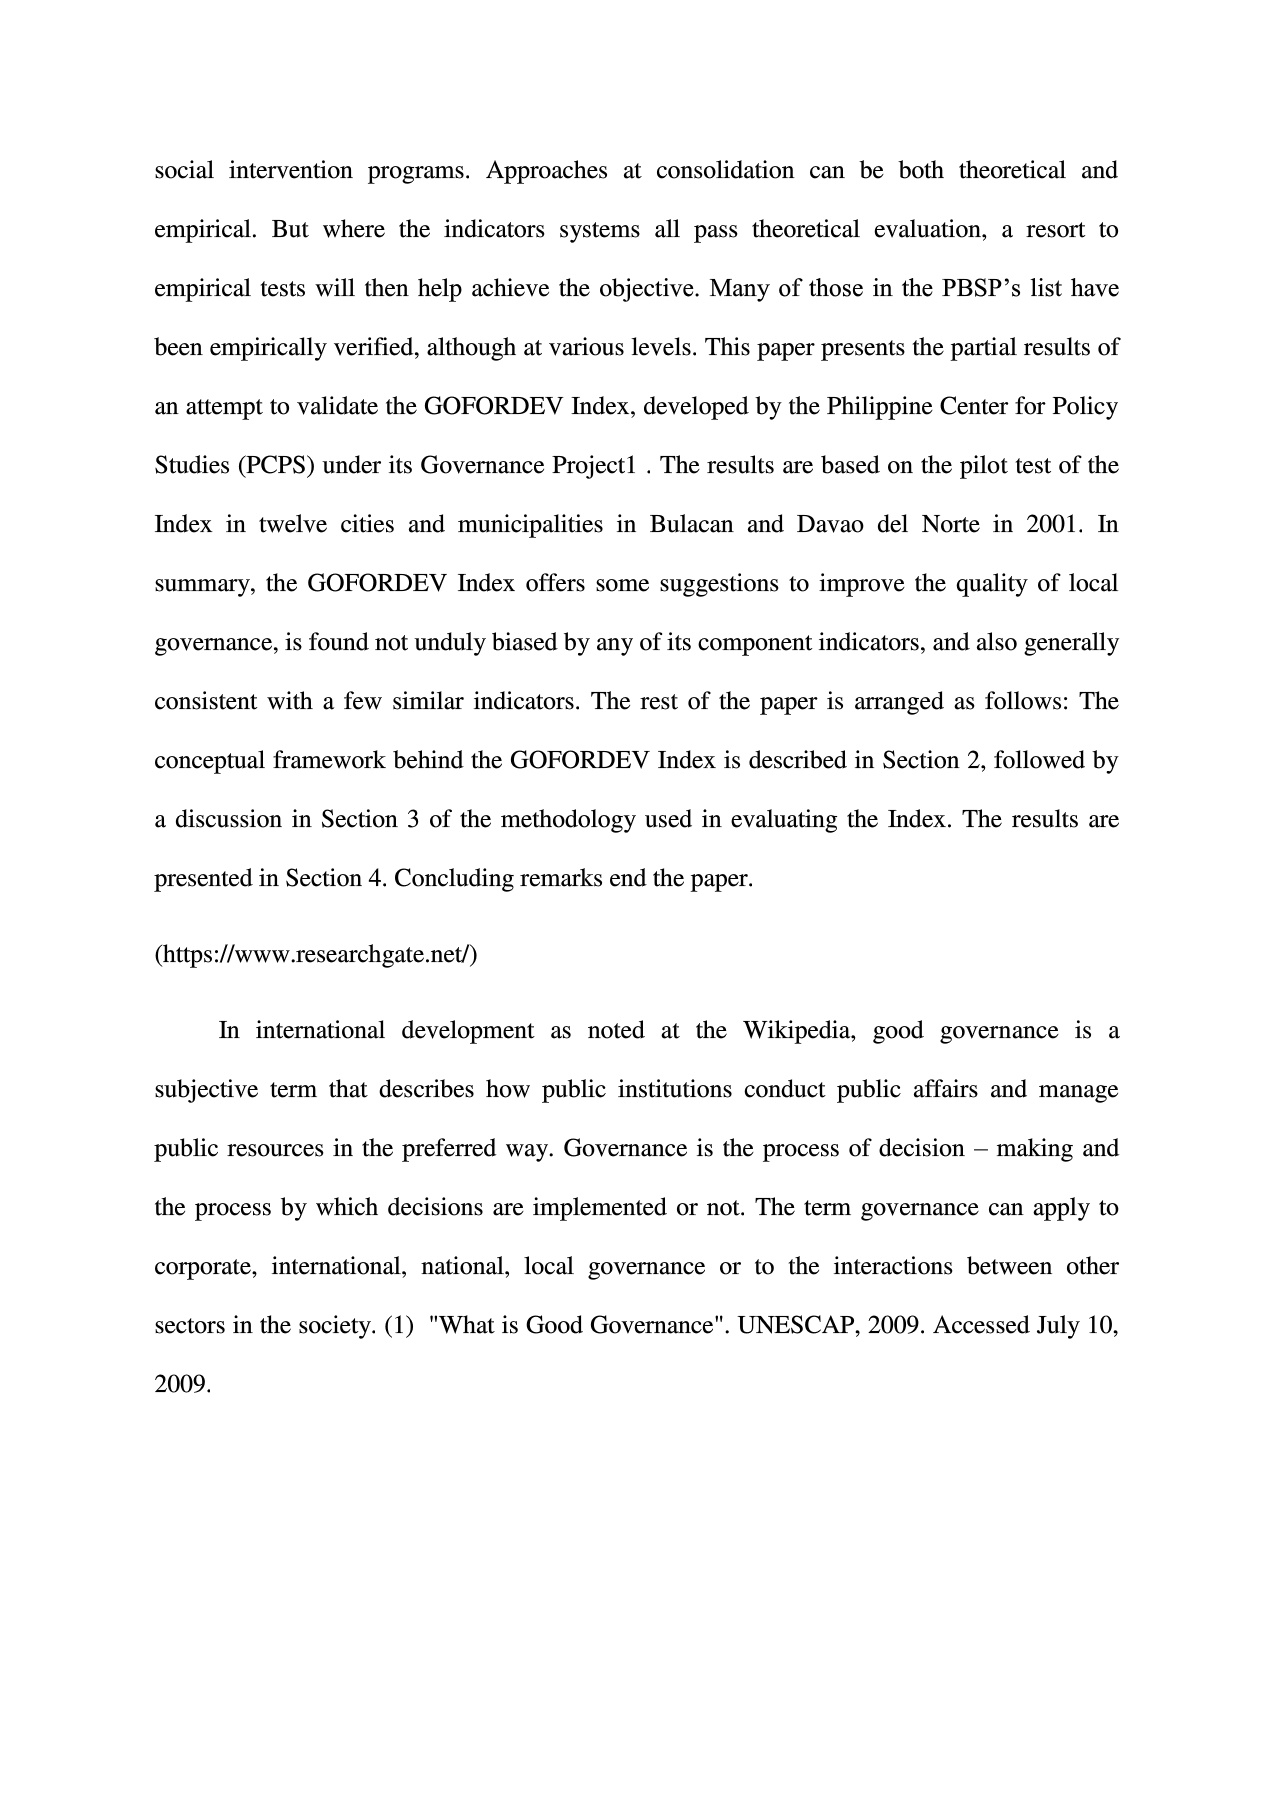 social intervention programs. Approaches at consolidation can be both theoretical and
empirical. But where the indicators systems all pass theoretical evaluation, a resort to
empirical tests will then help achieve the objective. Many of those in the PBSP’s list have
been empirically verified, although at various levels. This paper presents the partial results of
an attempt to validate the GOFORDEV Index, developed by the Philippine Center for Policy
Studies (PCPS) under its Governance Project1 . The results are based on the pilot test of the
Index in twelve cities and municipalities in Bulacan and Davao del Norte in 2001. In
summary, the GOFORDEV Index offers some suggestions to improve the quality of local
governance, is found not unduly biased by any of its component indicators, and also generally
consistent with a few similar indicators. The rest of the paper is arranged as follows: The
conceptual framework behind the GOFORDEV Index is described in Section 2, followed by
a discussion in Section 3 of the methodology used in evaluating the Index. The results are
presented in Section 4. Concluding remarks end the paper.
(https://www.researchgate.net/)
In international development as noted at the Wikipedia, good governance is a
subjective term that describes how public institutions conduct public affairs and manage
public resources in the preferred way. Governance is the process of decision – making and
the process by which decisions are implemented or not. The term governance can apply to
corporate, international, national, local governance or to the interactions between other
sectors in the society. (1)  "What is Good Governance". UNESCAP, 2009. Accessed July 10,
2009.